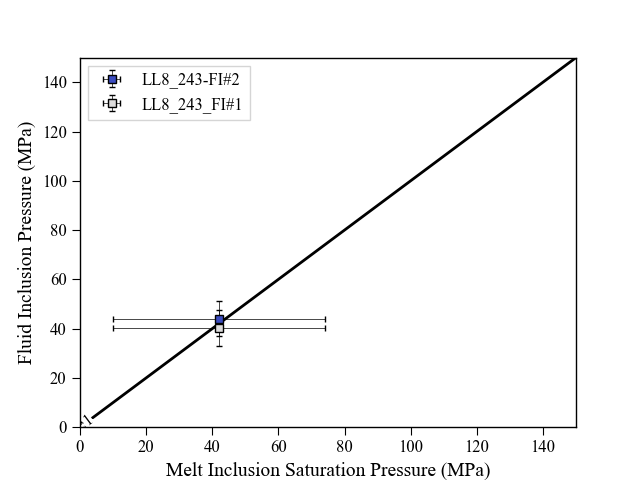 LL8_243-FI#2
LL8_243_FI#1
Fluid Inclusion Pressure (MPa)
140
120
100
80
60
40
20
0
0 20 40 60 80 100 120 140
Melt Inclusion Saturation Pressure (MPa)